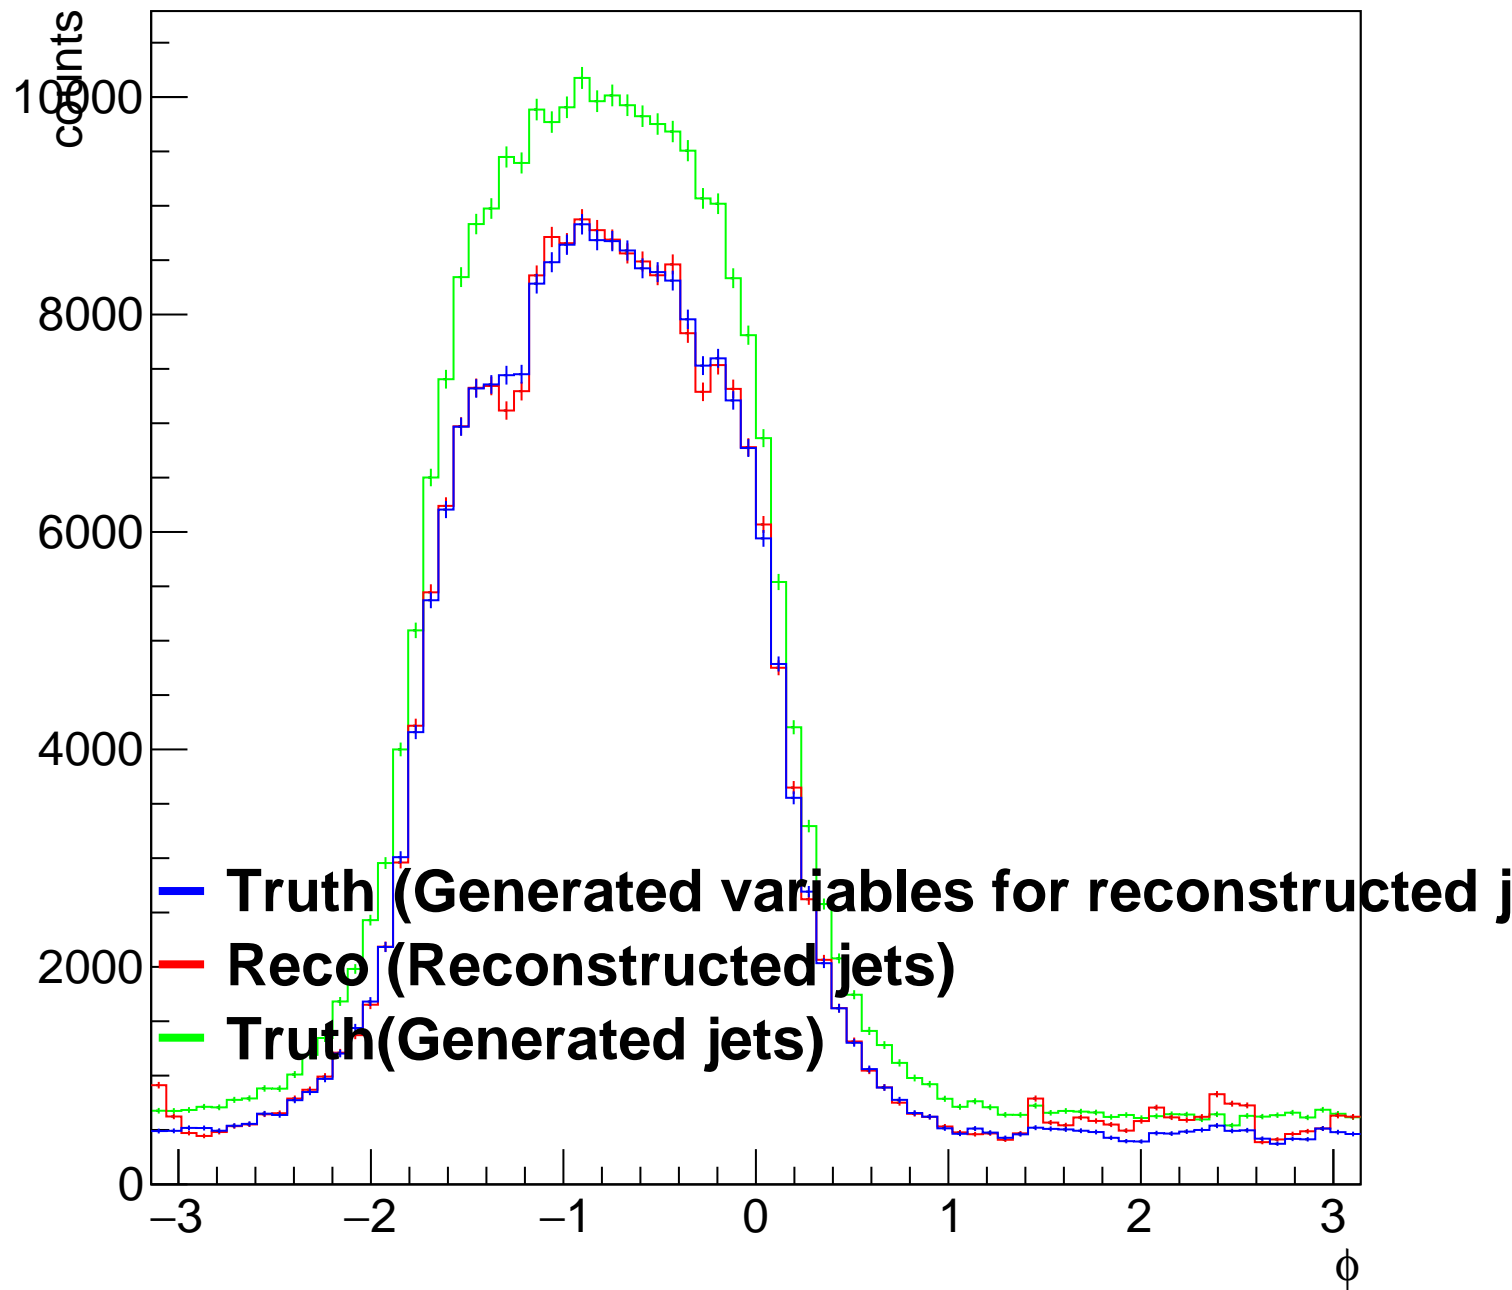 counts
10000
8000
6000
4000
2000
0
Truth (Generated variables for reconstructed j
Reco (Reconstructed jets)
Truth(Generated jets)
−3 −2 −1 0 1 2 3
ϕ